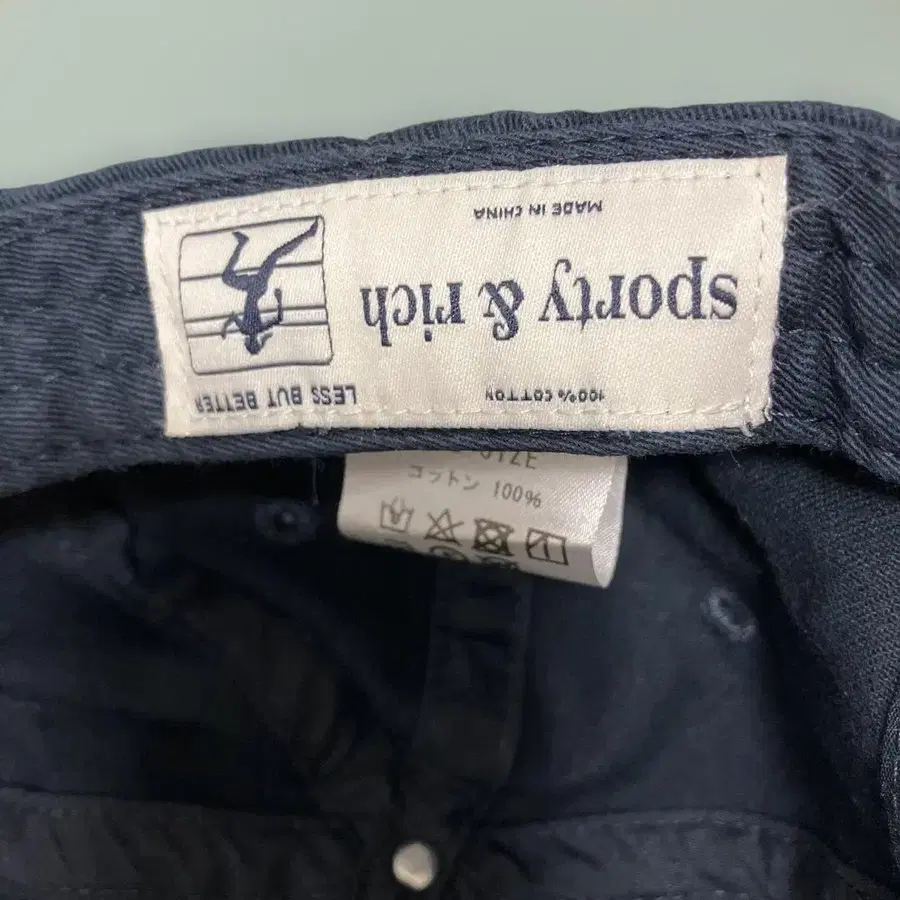 100% COTTON
LESS BUT BETTER
sporty & rich
MADE IN CHINA
コットン 100%